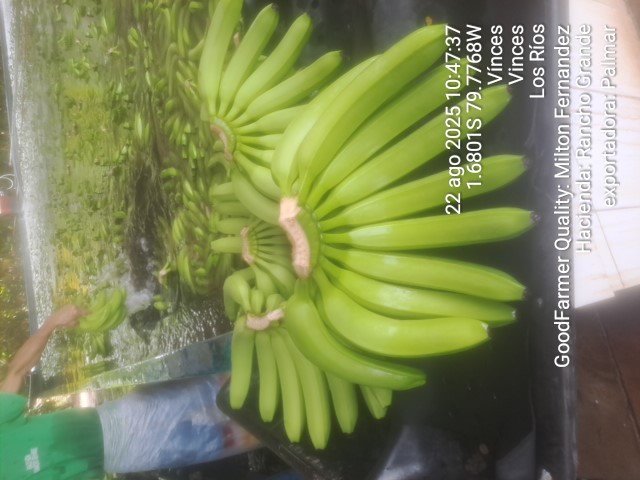 22 ago 2025 10:47:37
1.6801S 79.7768W
Vínces
Vinces
Los Ríos
GoodFarmer Quality: Milton Fernandez
Hacienda: Rancho Grande
exportadora: Palmar